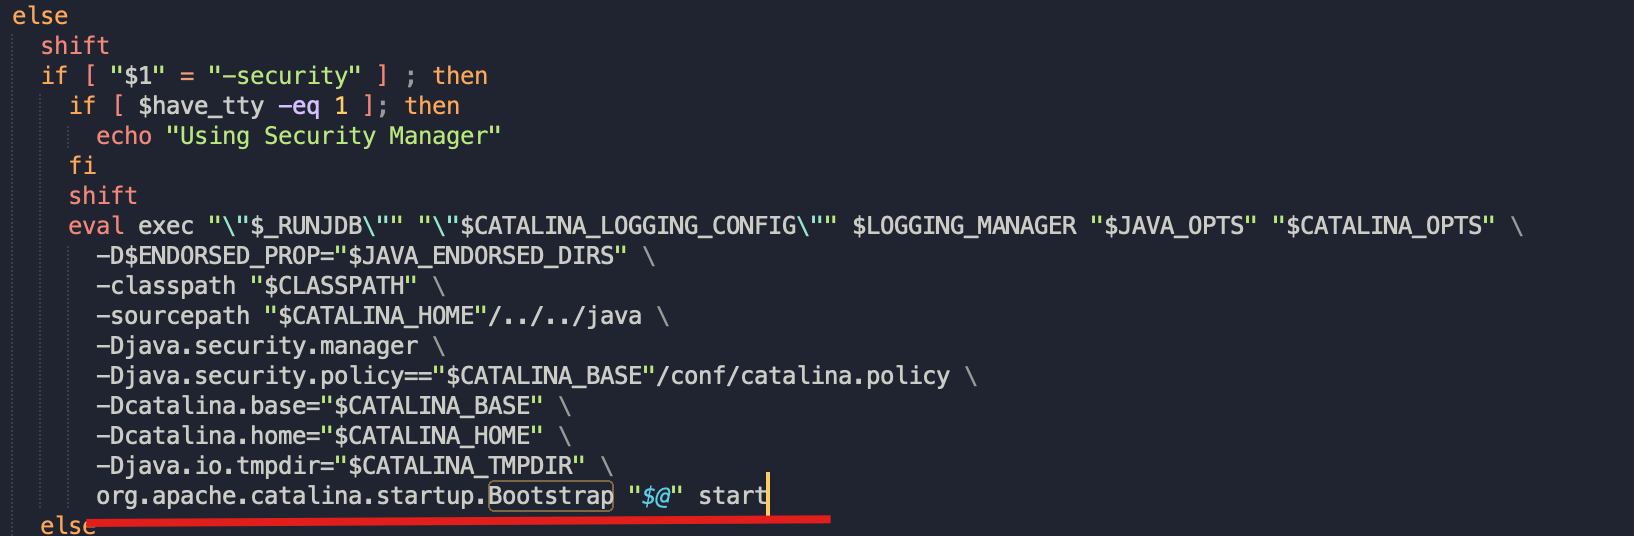 else
shift
if [ "$1" = "-security" ] ; then
if [ $have_tty -eq 1 ]; then
echo "Using Security Manager"
fi
shift
eval exec "\"$_RUNJDB\"" "\"$CATALINA_LOGGING_CONFIG\"" $LOGGING_MANAGER "$JAVA_OPTS" "$CATALINA_OPTS" \
-D$ENDORSED_PROP="$JAVA_ENDORSED_DIRS" \
-classpath "$CLASSPATH" \
-sourcepath "$CATALINA_HOME"/../../java \
-Djava.security.manager \
-Djava.security.policy=="$CATALINA_BASE"/conf/catalina.policy \
-Dcatalina.base="$CATALINA_BASE" \
-Dcatalina.home="$CATALINA_HOME" \
-Djava.io.tmpdir="$CATALINA_TMPDIR" \
org.apache.catalina.startup.Bootstrap "$@" start
else